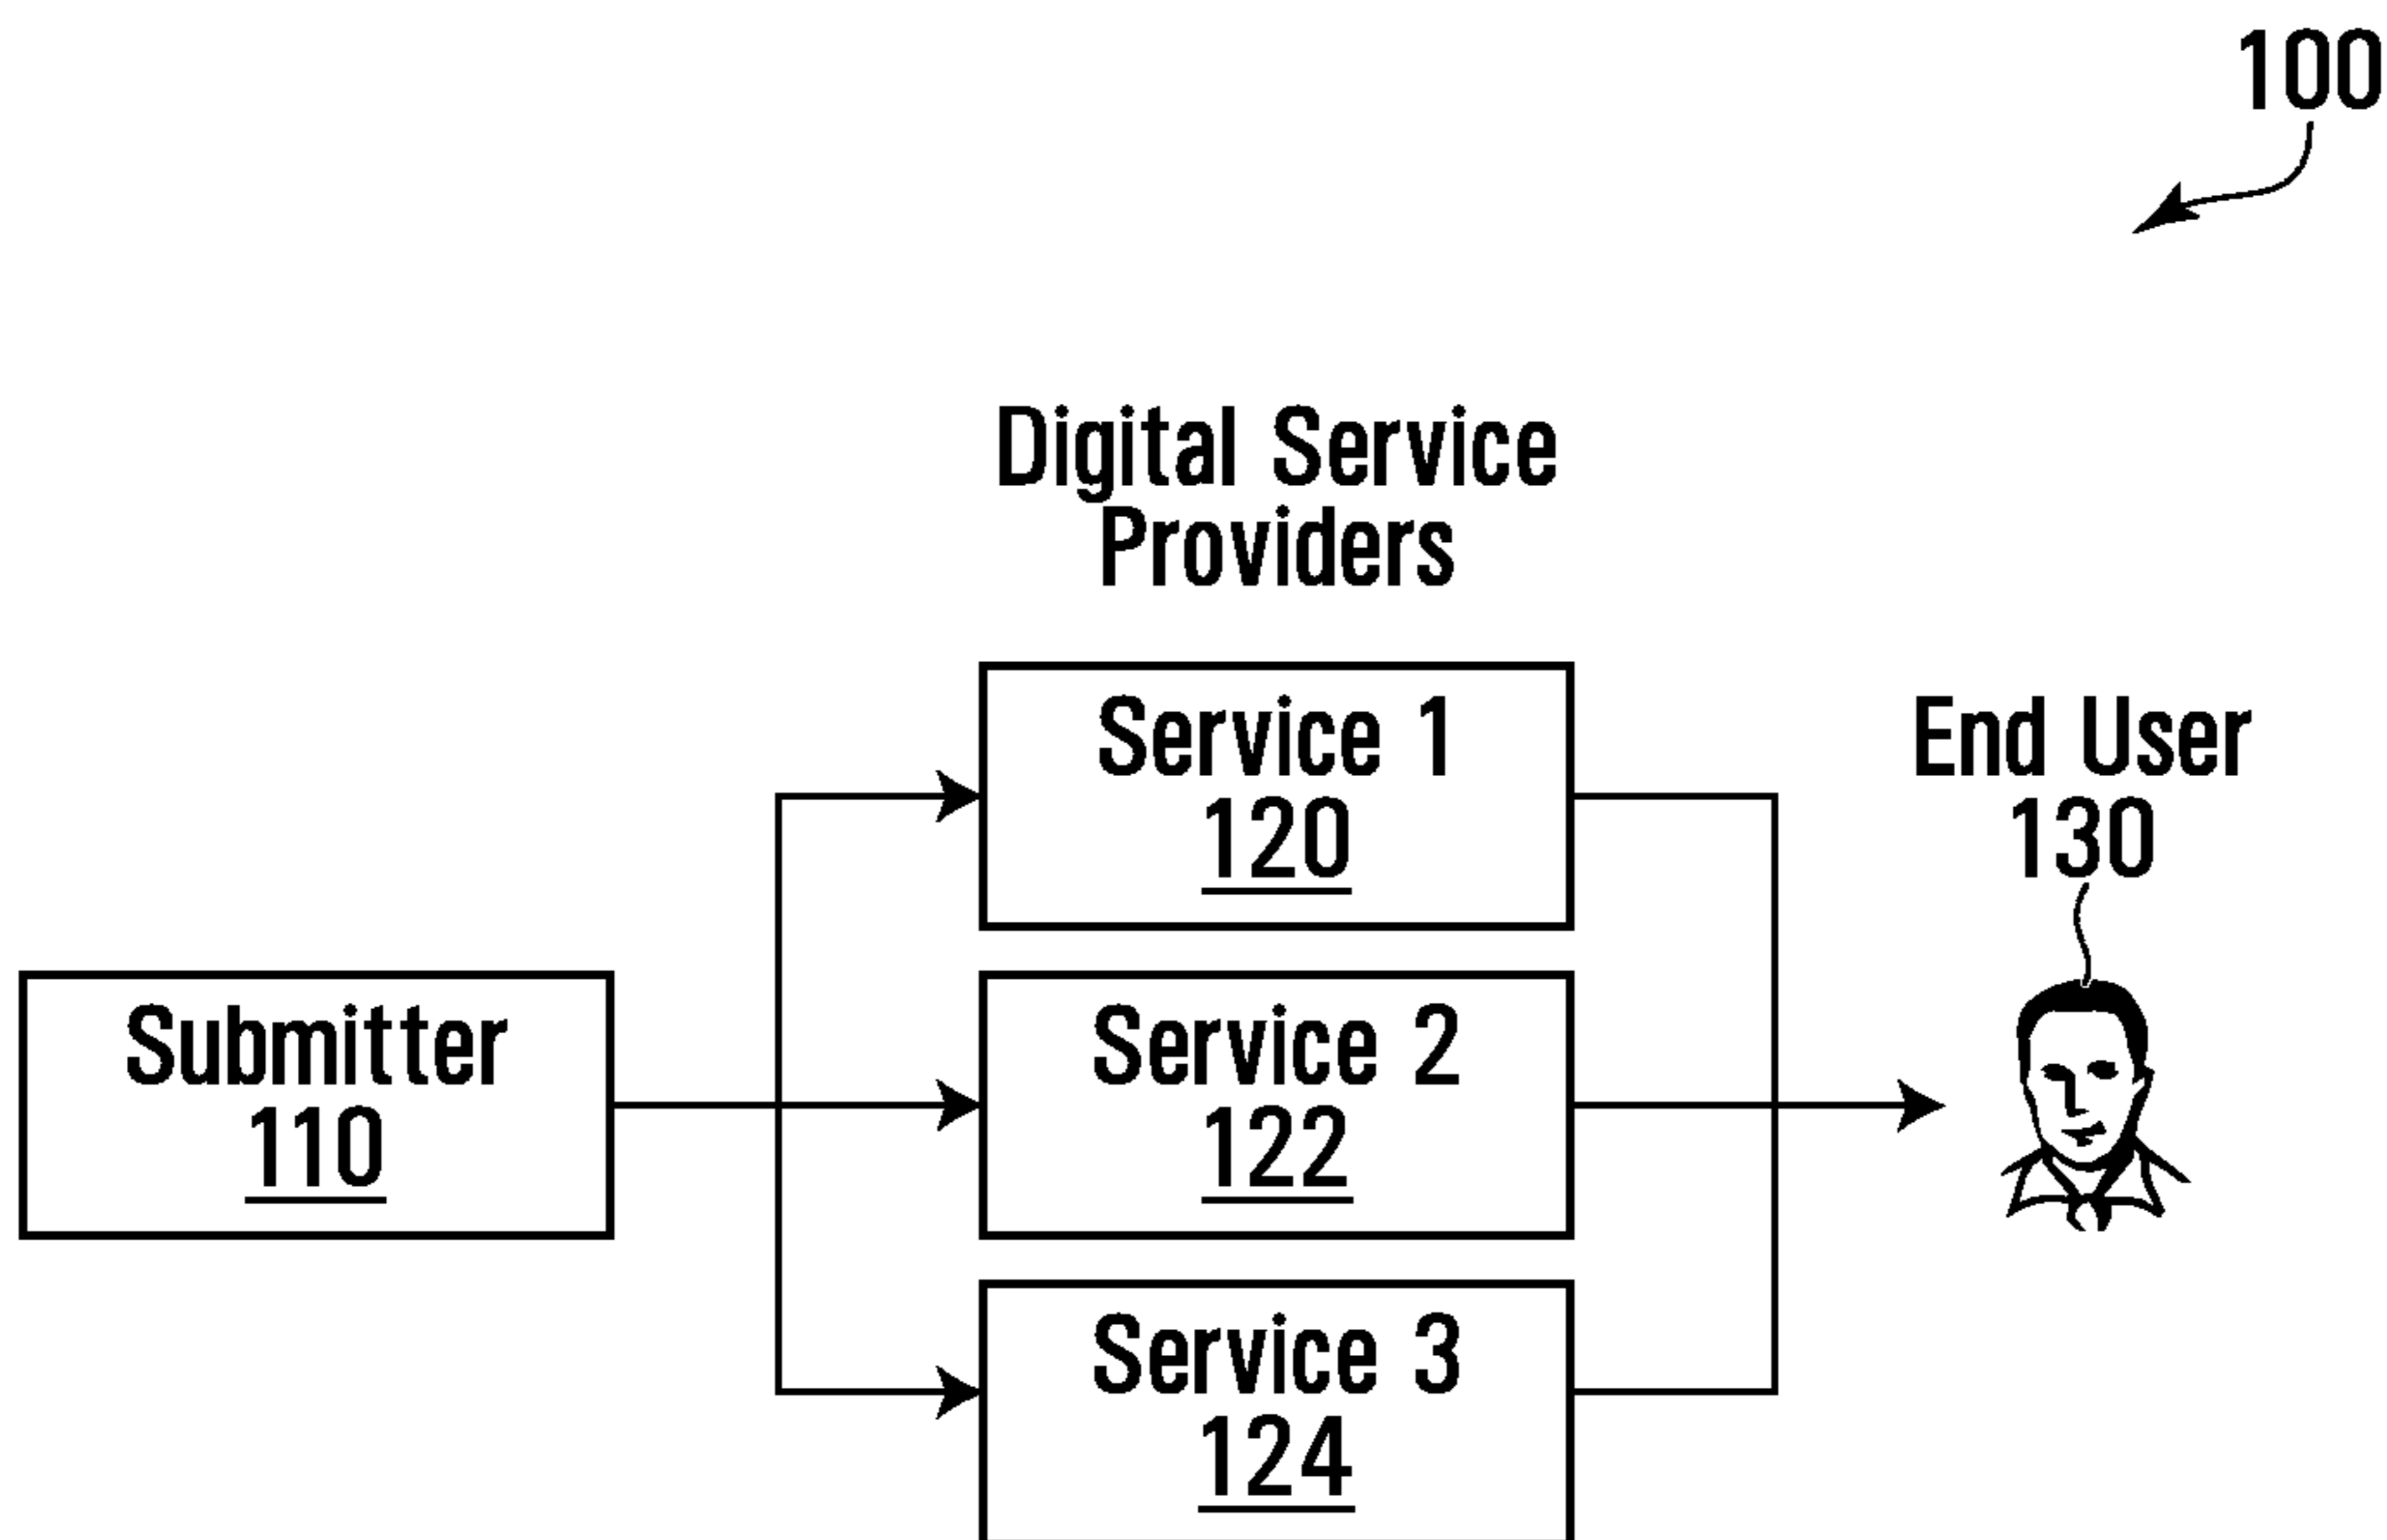 100
Digital Service
Providers
Service 1
120
End User
130
Submitter
110
Service 2
122
Service 3
124